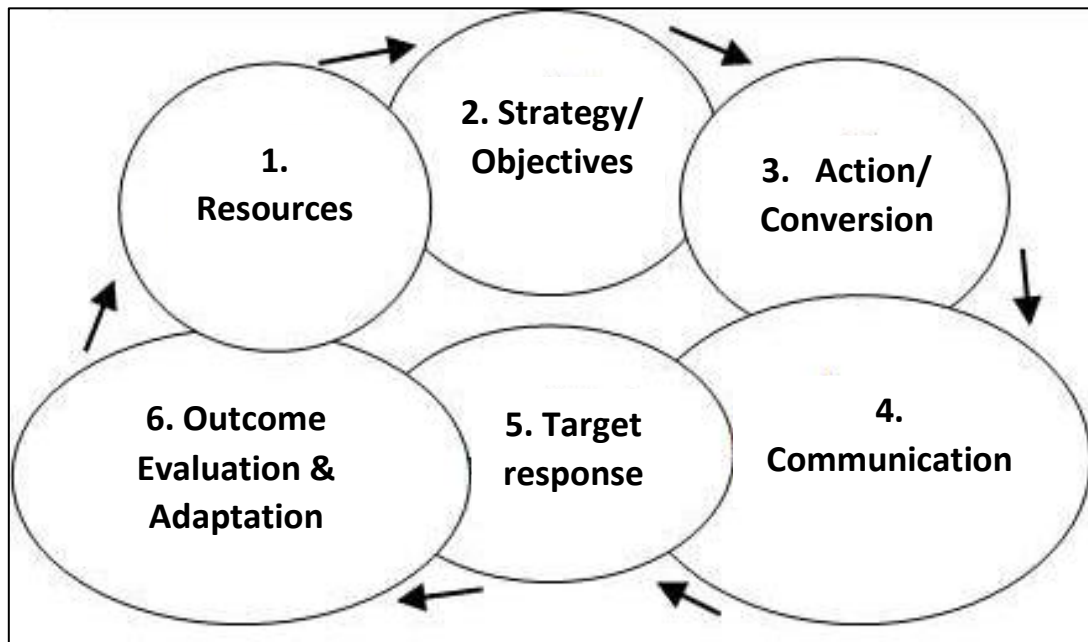 1.
Resources
2. Strategy/
Objectives
3. Action/
Conversion
4.
Communication
5. Target
response
6. Outcome
Evaluation &
Adaptation